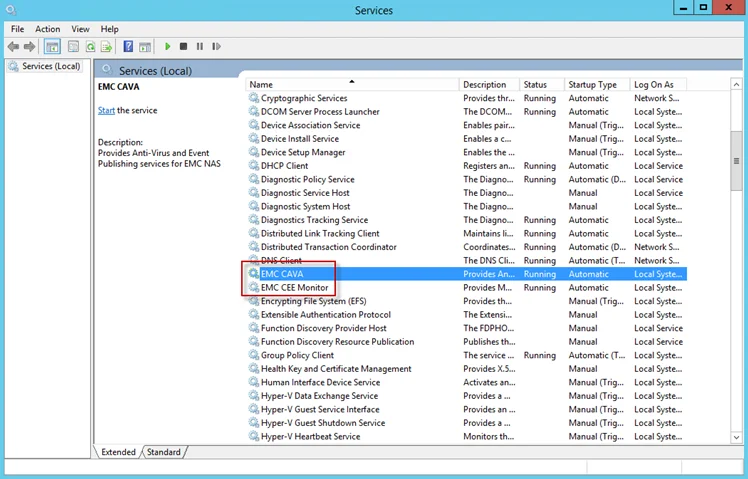 Services
File Action View Help
Services (Local)
Services (Local)
EMC CAVA
Start the service
Description:
Provides Anti-Virus and Event
Publishing services for EMC NAS
Name Description Status Startup Type Log On As
Cryptographic Services Provides thr... Running Automatic Network S...
DCOM Server Process Launcher The DCOM... Running Automatic Local Syste...
Device Association Service Enables pair... Manual (Trig... Local Syste...
Device Install Service Enables a c... Manual (Trig... Local Syste...
Device Setup Manager Enables the ... Manual (Trig... Local Syste...
DHCP Client Registers an... Running Automatic Local Service
Diagnostic Policy Service The Diagno... Running Automatic (D... Local Service
Diagnostic Service Host The Diagno... Manual Local Service
Diagnostic System Host The Diagno... Manual Local Syste...
Diagnostics Tracking Service The Diagno... Running Automatic Local Syste...
Distributed Link Tracking Client Maintains li... Running Automatic Local Syste...
Distributed Transaction Coordinator Coordinates... Running Automatic (D... Network S...
DNS Client The DNS Cli... Running Automatic (T... Network S...
EMC CAVA Provides An... Running Automatic Local Syste...
EMC CEE Monitor Provides M... Running Automatic Local Syste...
Encrypting File System (EFS) Provides th... Manual (Trig... Local Syste...
Extensible Authentication Protocol The Extensi... Manual Local Syste...
Function Discovery Provider Host The FDPHO... Manual Local Service
Function Discovery Resource Publication Publishes th... Manual Local Service
Group Policy Client The service ... Running Automatic (T... Local Syste...
Health Key and Certificate Management Provides X.5... Manual Local Syste...
Human Interface Device Service Activates an... Manual (Trig... Local Syste...
Hyper-V Data Exchange Service Provides a ... Manual (Trig... Local Syste...
Hyper-V Guest Service Interface Provides an ... Manual (Trig... Local Syste...
Hyper-V Guest Shutdown Service Provides a ... Manual (Trig... Local Syste...
Hyper-V Heartbeat Service Monitors th... Manual (Trig... Local Syste...
Extended Standard